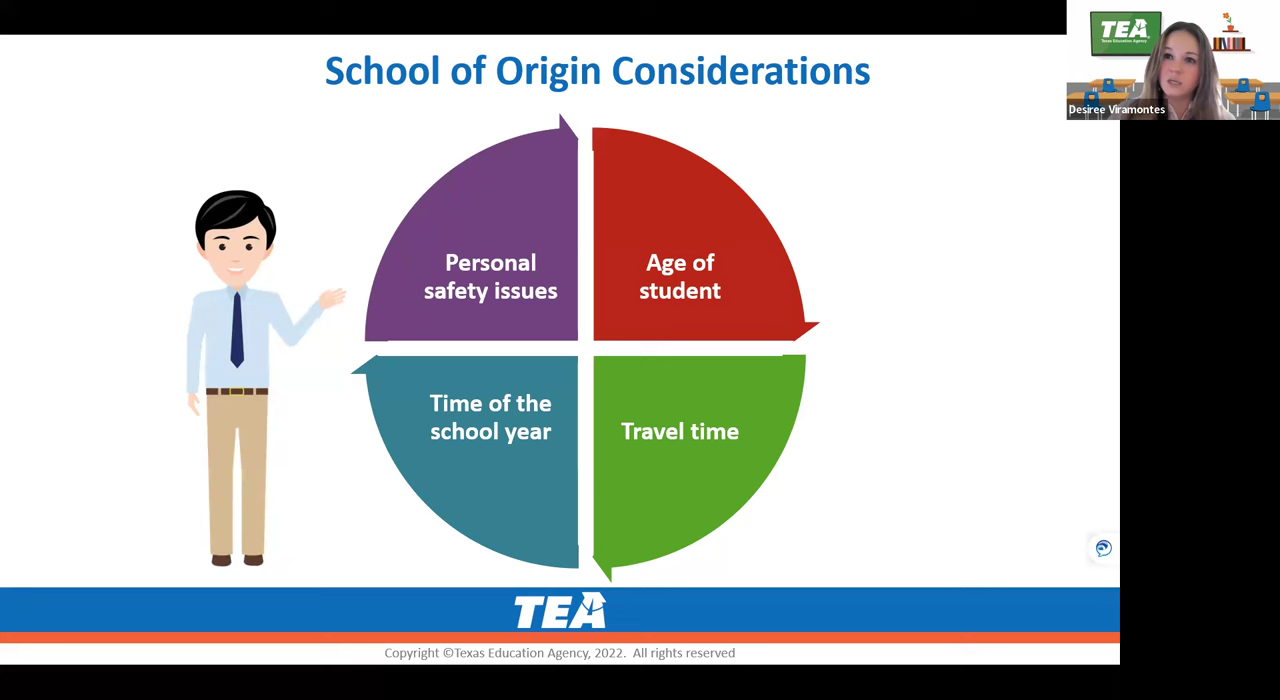 School of Origin Considerations
TEA
Texas Education Agency
Desiree Viramontes
Personal
safety issues
Age of
student
Time of the
school year
Travel time
TEA
Copyright ©Texas Education Agency, 2022. All rights reserved